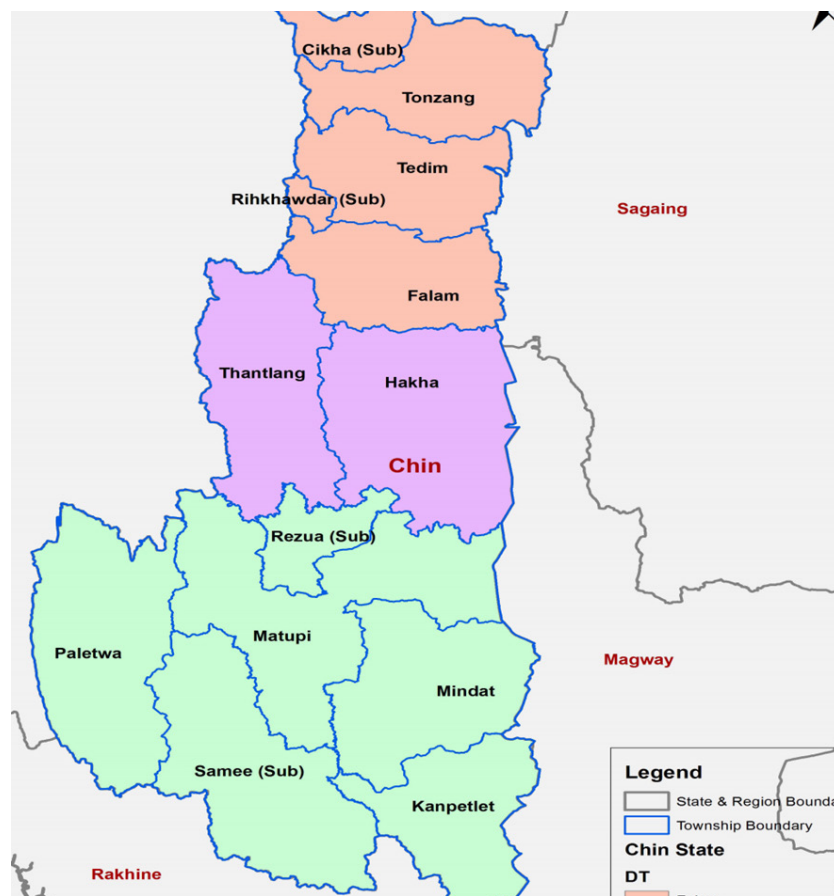 Cikha (Sub)
Tonzang
Tedim
Rihkhawdar (Sub)
Sagaing
Falam
Thantlang
Hakha
Chin
Rezua (Sub)
Matupi
Paletwa
Magway
Mindat
Samee (Sub)
Kanpetlet
Rakhine
Legend
State & Region Bounda
Township Boundary
Chin State
DT